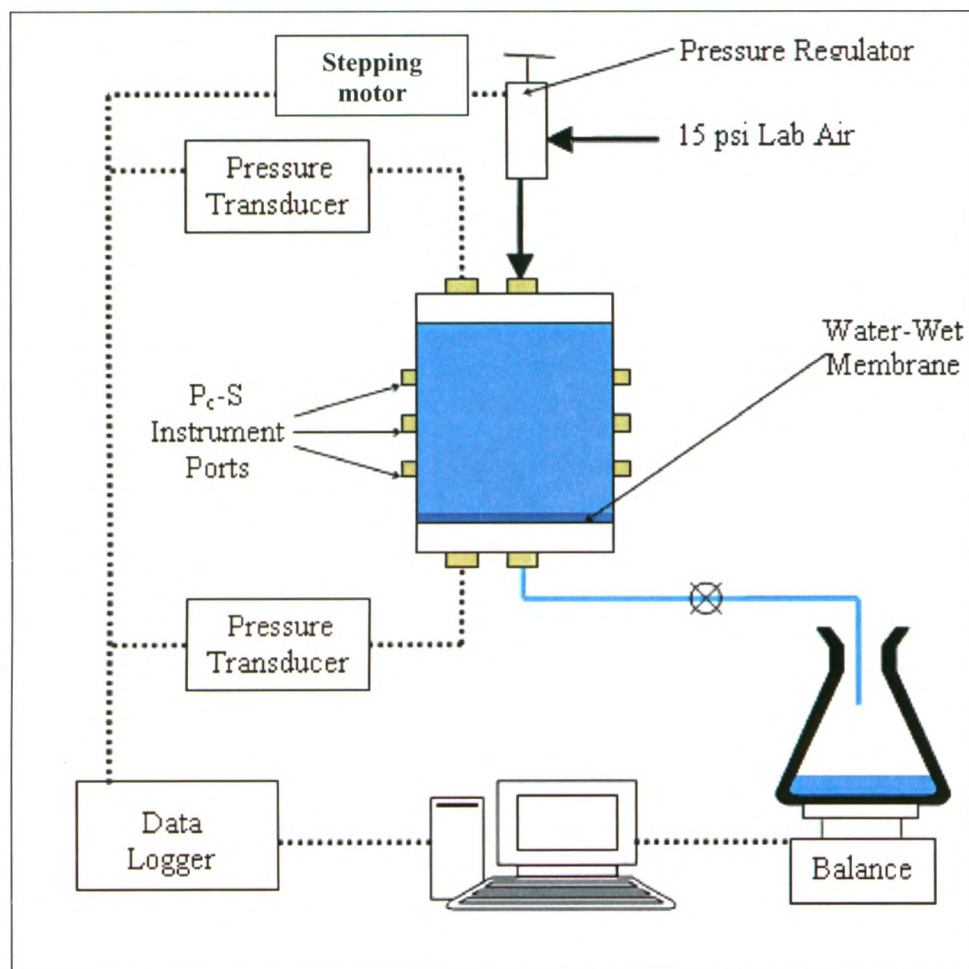 Stepping
motor
Pressure Regulator
15 psi Lab Air
Pressure
Transducer
Water-Wet
Membrane
Pc-S
Instrument
Ports
Pressure
Transducer
Data
Logger
Balance